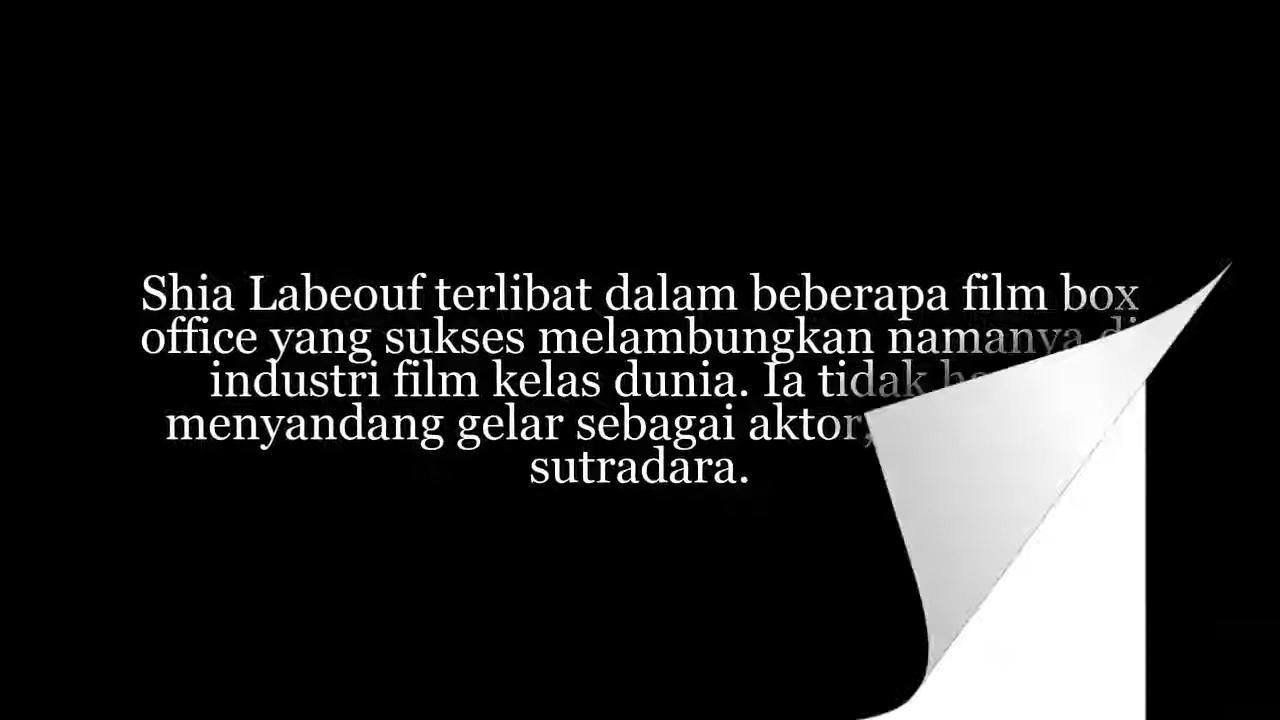 Shia Labeouf terlibat dalam beberapa film box
office yang sukses melambungkan namanya di
industri film kelas dunia. Ia tidak
menyandang gelar sebagai aktor,
sutradara.